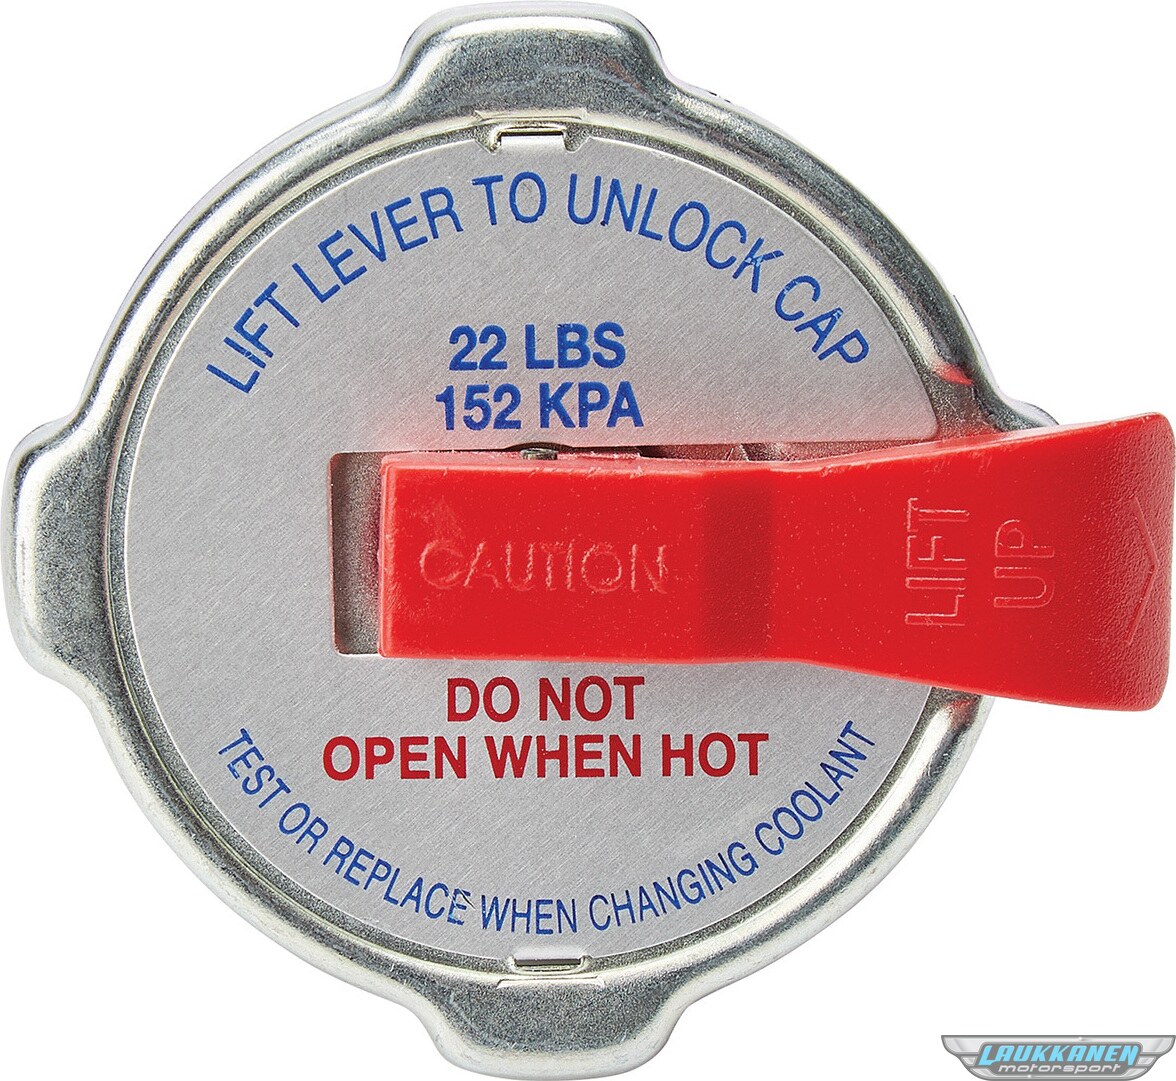 LIFT LEVER TO UNLOCK CAP
22 LBS
152 KPA
CAUTION
LIFT
UP
DO NOT
OPEN WHEN HOT
TEST OR REPLACE WHEN CHANGING COOLANT
LAUKKANEN
motorsport